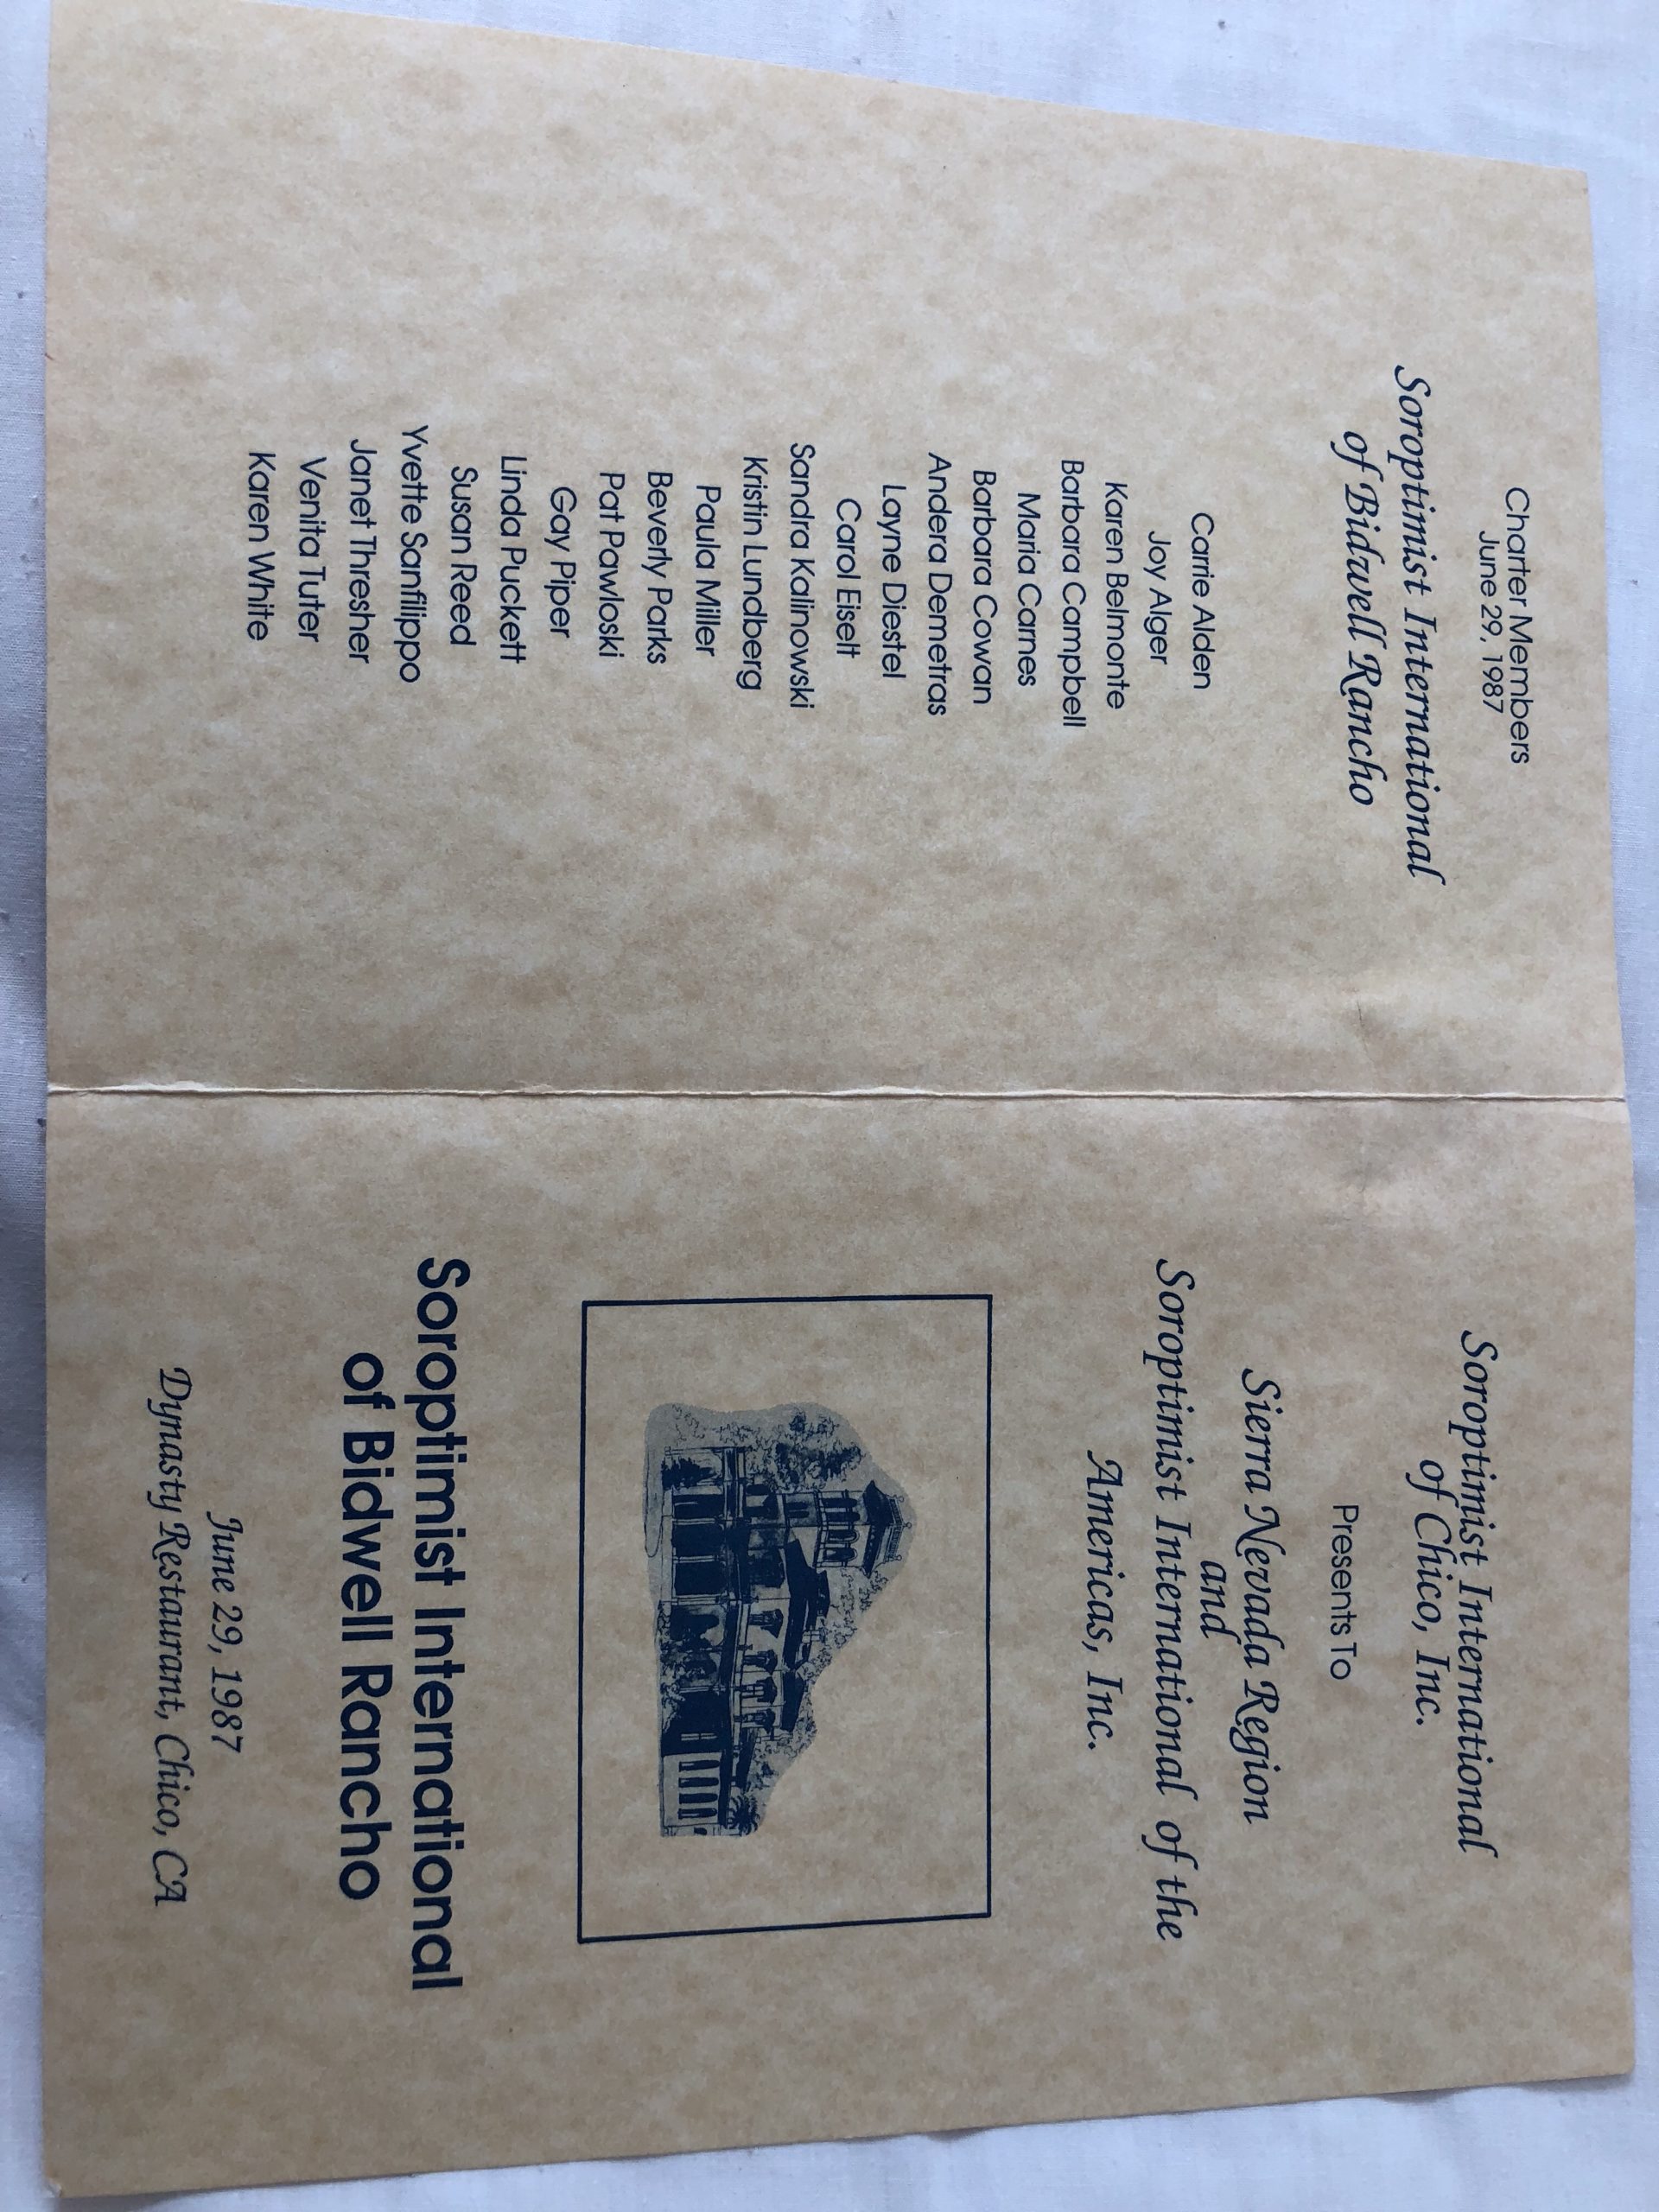 Charter Members
June 29, 1987
Soroptimist International
of Bidwell Rancho
Carrie Alden
Joy Alger
Karen Belmonte
Barbara Campbell
Maria Carnes
Barbara Cowan
Andera Demetras
Layne Diestel
Carol Eiselt
Sandra Kalinowski
Kristin Lundberg
Paula Miller
Beverly Parks
Pat Pawloski
Gay Piper
Linda Puckett
Susan Reed
Yvette Sanfilippo
Janet Thresher
Venita Tuter
Karen White
Soroptimist International
of Chico, Inc.
Presents To
Sierra Nevada Region
and
Soroptimist International of the
Americas, Inc.
Soroptimist International
of Bidwell Rancho
June 29, 1987
Dynasty Restaurant, Chico, CA